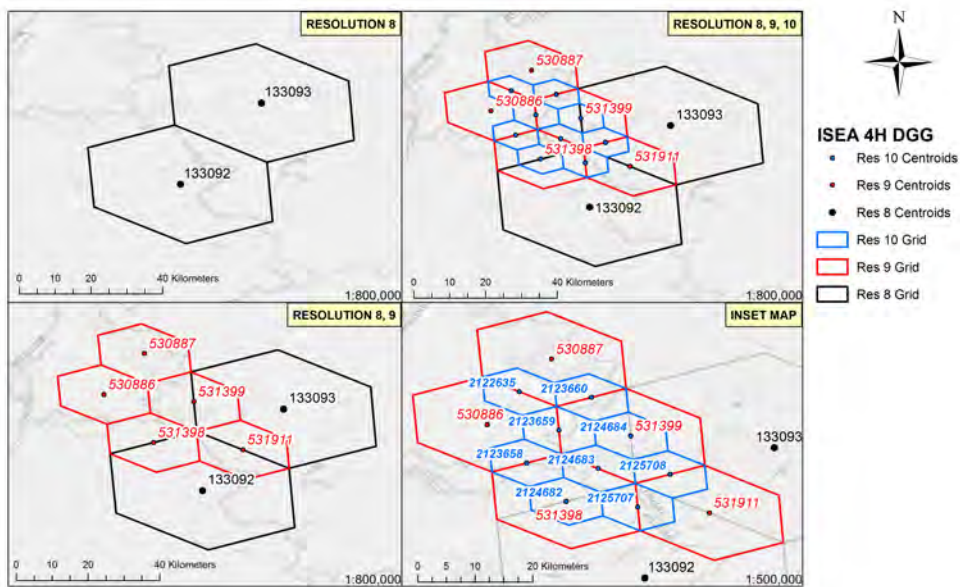 RESOLUTION 8
133093
133092
0 10 20 40 Kilometers
1:800,000
RESOLUTION 8, 9, 10
530887
530886
531399
133093
531398
531911
133092
0 10 20 40 Kilometers
1:800,000
RESOLUTION 8, 9
530887
530886
531399
133093
531398
531911
133092
0 10 20 40 Kilometers
1:800,000
INSET MAP
530887
2122635
2123660
530886
2123659
2124684
531399
133093
2123658
2124683
2125708
2124682
2125707
531398
531911
133092
0 5 10 20 Kilometers
1:500,000
N
ISEA 4H DGG
Res 10 Centroids
Res 9 Centroids
Res 8 Centroids
Res 10 Grid
Res 9 Grid
Res 8 Grid